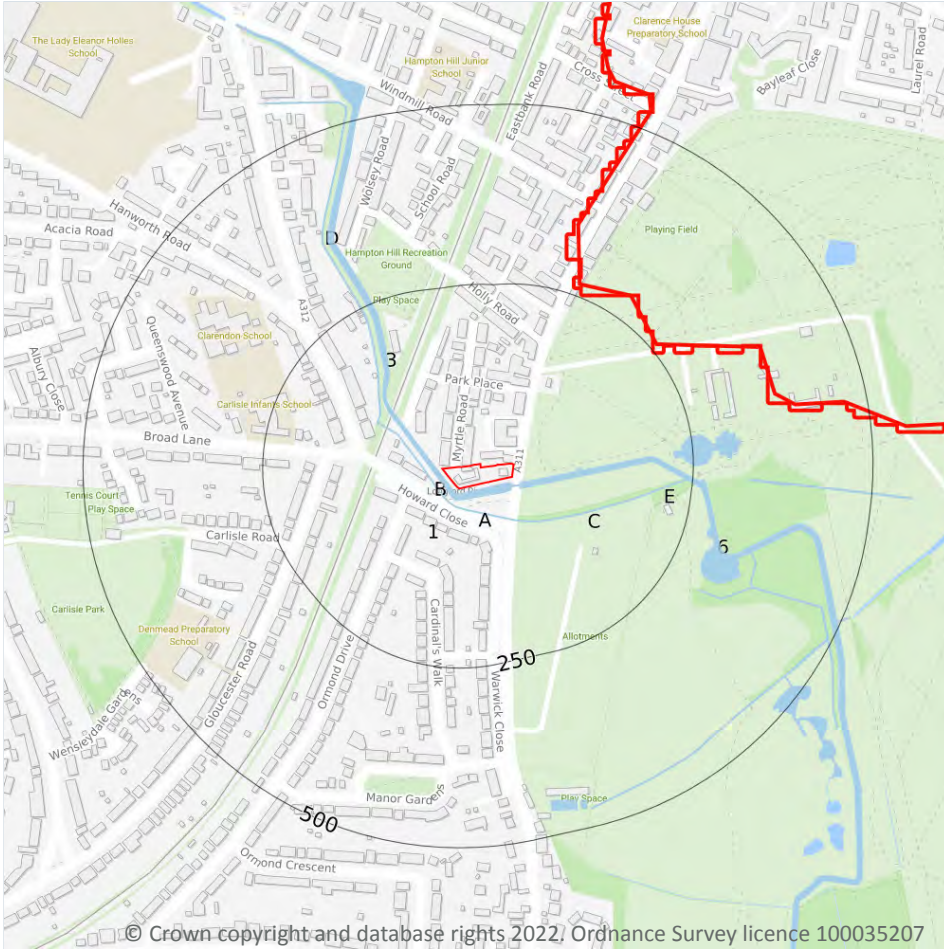 The Lady Eleanor Holles
School
Clarence House
Preparatory School
Hampton Hill Junior
School
Cross
Windmill Road
Eastbank Road
Bayleaf Close
Laurel Road
Wolsey Road
School Road
Hanworth Road
Acacia Road
D
Hampton Hill Recreation
Ground
Playing Field
Play Space
Holly Road
A312
Clarendon School
Queenswood Avenue
Albury Close
3
Park Place
Carlisle Infants School
Myrtle Road
Broad Lane
A311
B
Howard Close
A
C
E
1
6
Tennis Court
Play Space
Carlisle Road
Carlisle Park
Denmead Preparatory
School
Cardinal's Walk
Allotments
250
Gloucester Road
Ormond Drive
Warwick Close
Wensleydale Gardens
Manor Gardens
Play Space
500
Ormond Crescent
© Crown copyright and database rights 2022. Ordnance Survey licence 100035207